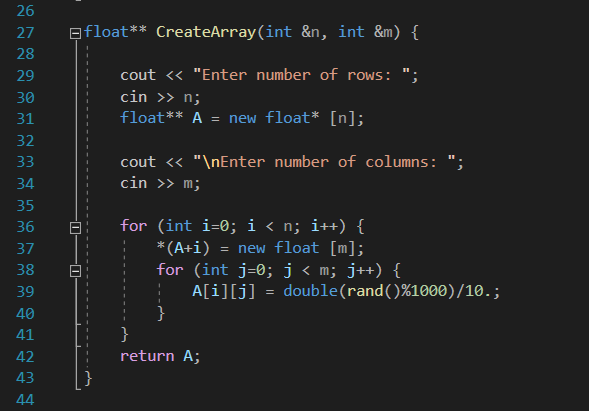 26
27 float** CreateArray(int &n, int &m) {
28
29 cout << "Enter number of rows: ";
30 cin >> n;
31 float** A = new float* [n];
32
33 cout << "\nEnter number of columns: ";
34 cin >> m;
35
36 for (int i=0; i < n; i++) {
37 *(A+i) = new float [m];
38 for (int j=0; j < m; j++) {
39 A[i][j] = double(rand()%1000)/10.;
40 }
41 }
42 return A;
43 }
44